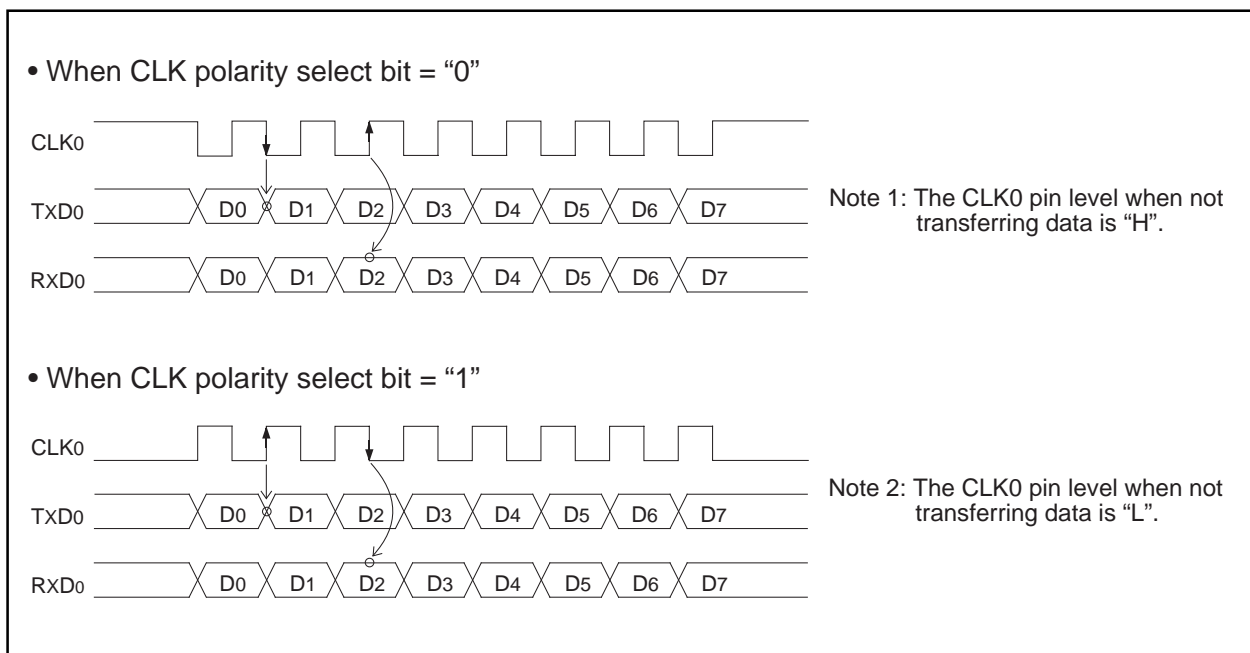 • When CLK polarity select bit = “0”
CLK0
TXD0 D0 D1 D2 D3 D4 D5 D6 D7
RXD0 D0 D1 D2 D3 D4 D5 D6 D7
Note 1: The CLK0 pin level when not
transferring data is “H”.
• When CLK polarity select bit = “1”
CLK0
TXD0 D0 D1 D2 D3 D4 D5 D6 D7
RXD0 D0 D1 D2 D3 D4 D5 D6 D7
Note 2: The CLK0 pin level when not
transferring data is “L”.